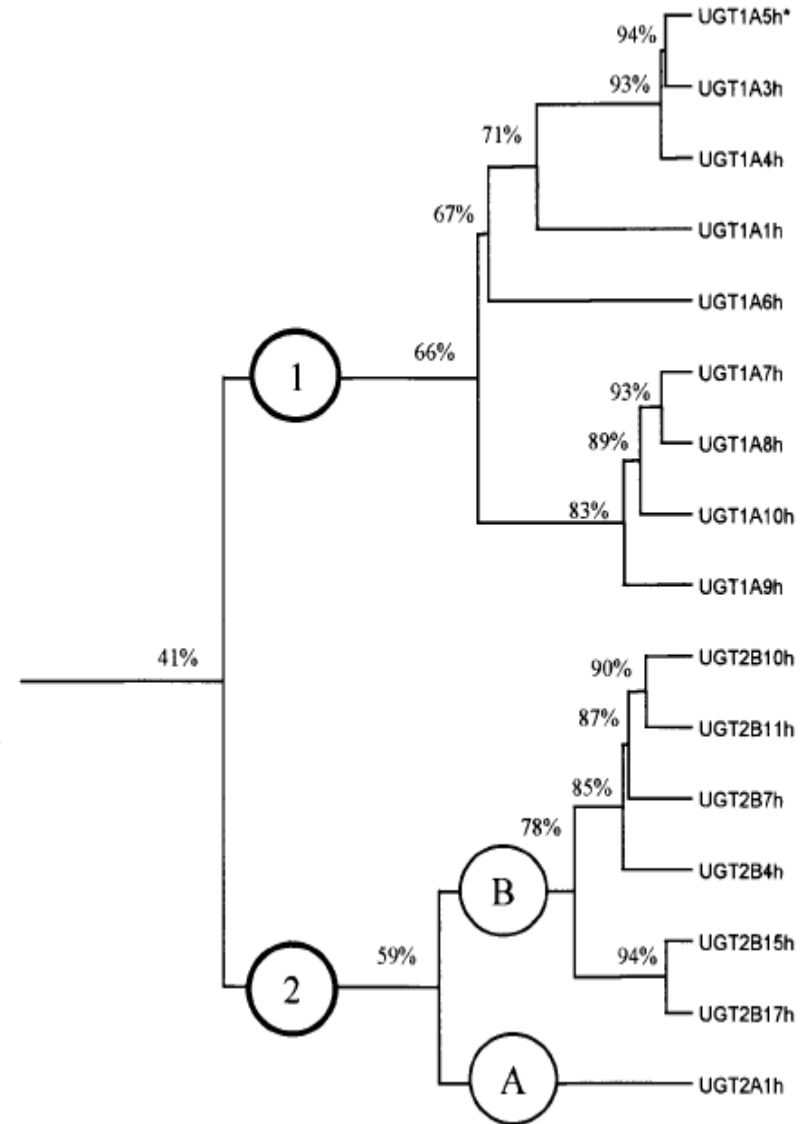 UGT1A5h*
94%
93%
UGT1A3h
71%
UGT1A4h
67%
UGT1A1h
UGT1A6h
66%
1
UGT1A7h
93%
89%
UGT1A8h
83%
UGT1A10h
UGT1A9h
41%
90%
UGT2B10h
87%
UGT2B11h
85%
UGT2B7h
78%
UGT2B4h
B
59%
94%
UGT2B15h
2
UGT2B17h
A
UGT2A1h